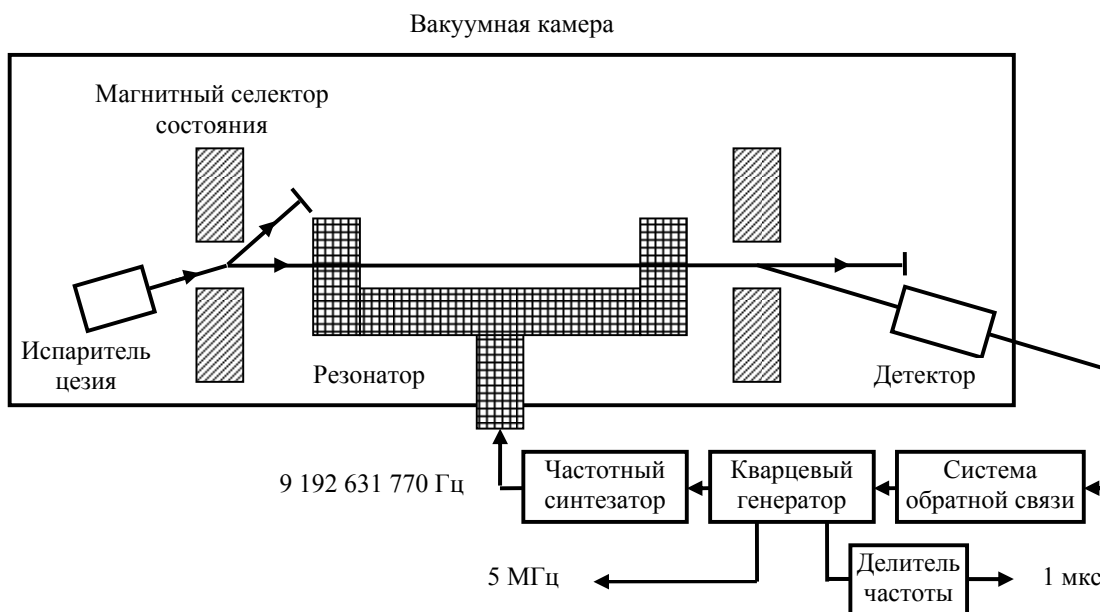 Вакуумная камера
Магнитный селектор
состояния
Испаритель
цезия
Резонатор
Детектор
9 192 631 770 Гц
Частотный
синтезатор
Кварцевый
генератор
Система
обратной связи
5 МГц
Делитель
частоты
1 мкс